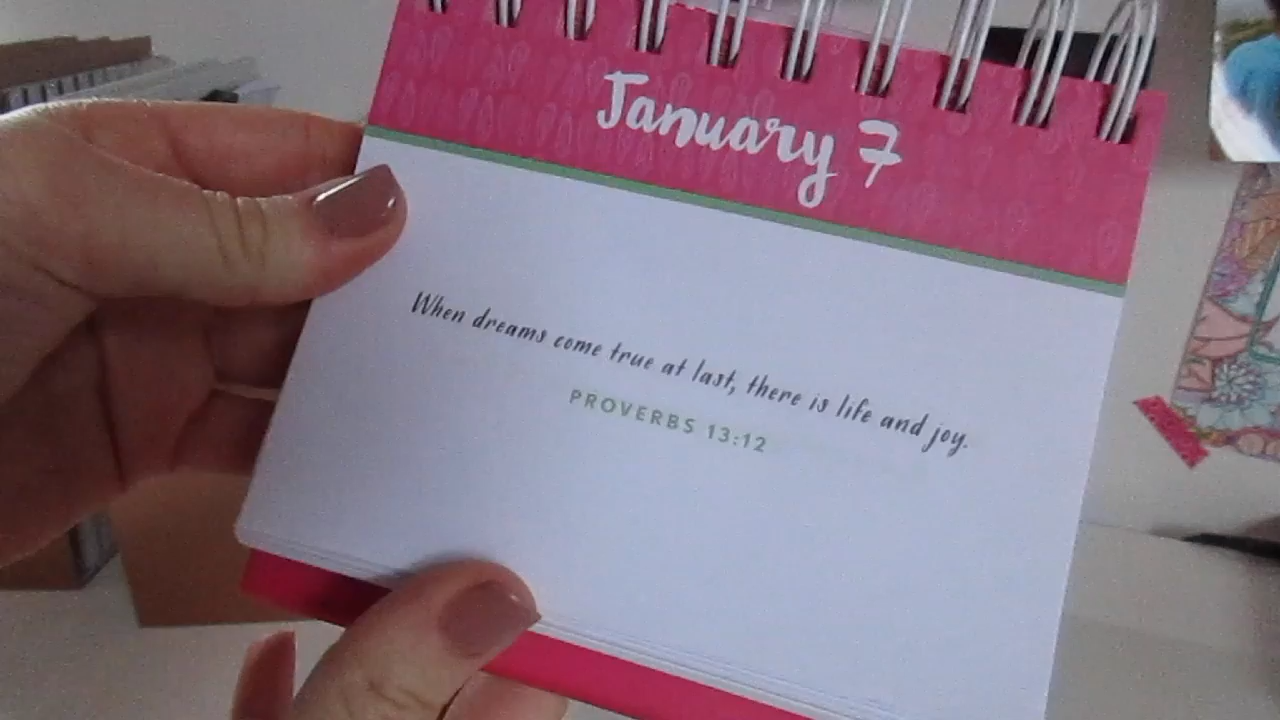 January 7
When dreams come true at last, there is life and joy.
PROVERBS 13:12